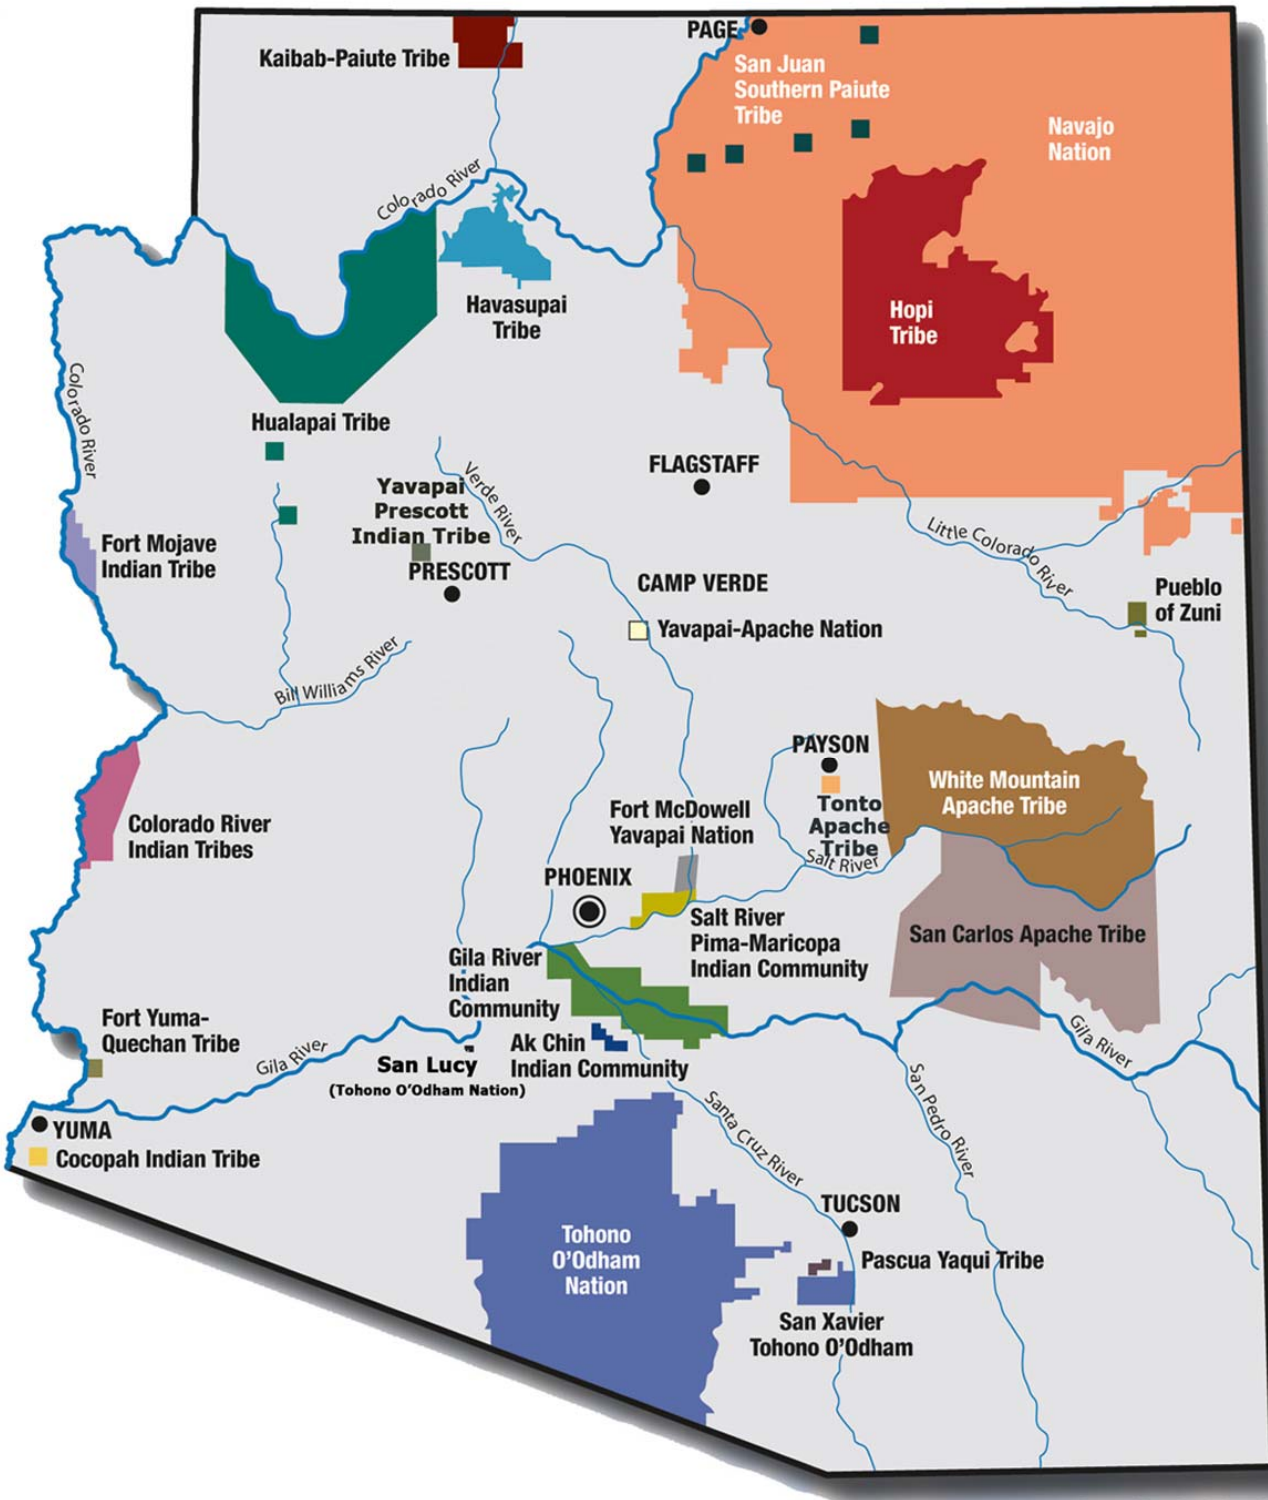 PAGE
Kaibab-Paiute Tribe
San Juan
Southern Paiute
Tribe
Navajo
Nation
Colorado River
Havasupai
Tribe
Hopi
Tribe
Colorado River
Hualapai Tribe
FLAGSTAFF
Verde River
Yavapai
Prescott
Indian Tribe
PRESCOTT
Fort Mojave
Indian Tribe
Little Colorado River
CAMP VERDE
Yavapai-Apache Nation
Pueblo
of Zuni
Bill Williams River
PAYSON
Tonto
Apache
Tribe
Salt River
White Mountain
Apache Tribe
Colorado River
Indian Tribes
Fort McDowell
Yavapai Nation
PHOENIX
Salt River
Pima-Maricopa
Indian Community
San Carlos Apache Tribe
Gila River
Indian
Community
Fort Yuma-
Quechan Tribe
Gila River
Ak Chin
Indian Community
San Lucy
(Tohono O'Odham Nation)
Gila River
San Pedro River
Santa Cruz River
YUMA
Cocopah Indian Tribe
TUCSON
Tohono
O'Odham
Nation
Pascua Yaqui Tribe
San Xavier
Tohono O'Odham